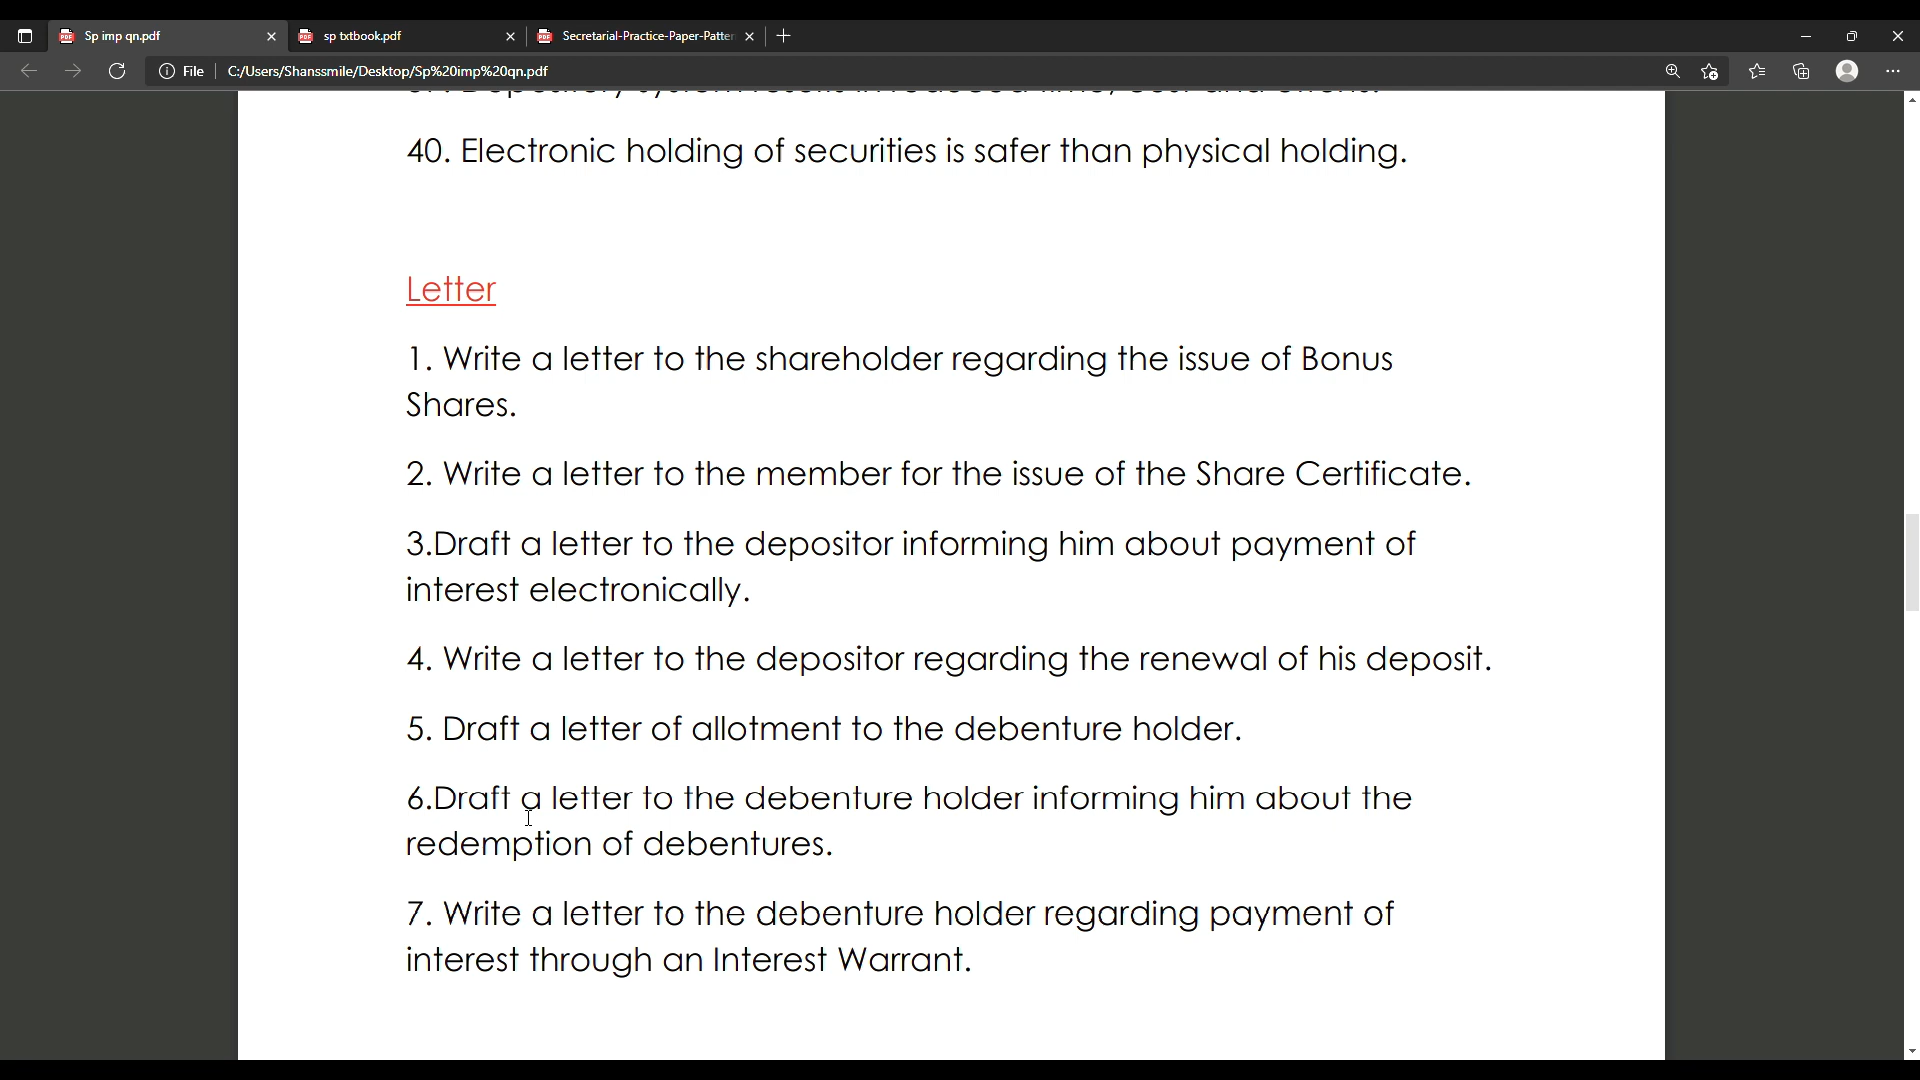 Sp imp qn.pdf
sp txtbook.pdf
Secretarial-Practice-Paper-Patter
File
C:/Users/Shanssmile/Desktop/Sp%20imp%20qn.pdf
40. Electronic holding of securities is safer than physical holding.
Letter
1. Write a letter to the shareholder regarding the issue of Bonus
Shares.
2. Write a letter to the member for the issue of the Share Certificate.
3.Draft a letter to the depositor informing him about payment of
interest electronically.
4. Write a letter to the depositor regarding the renewal of his deposit.
5. Draft a letter of allotment to the debenture holder.
6.Draft a letter to the debenture holder informing him about the
redemption of debentures.
7. Write a letter to the debenture holder regarding payment of
interest through an Interest Warrant.